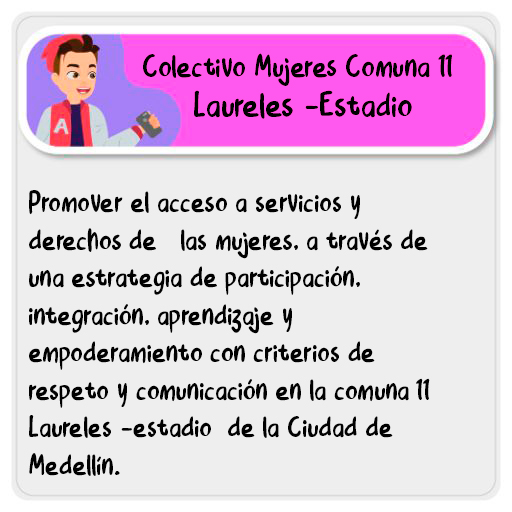 Colectivo Mujeres Comuna 11
Laureles -Estadio
A
Promover el acceso a servicios y
derechos de las mujeres, a través de
una estrategia de participación,
integración, aprendizaje y
empoderamiento con criterios de
respeto y comunicación en la comuna 11
Laureles -estadio de la Ciudad de
Medellín.